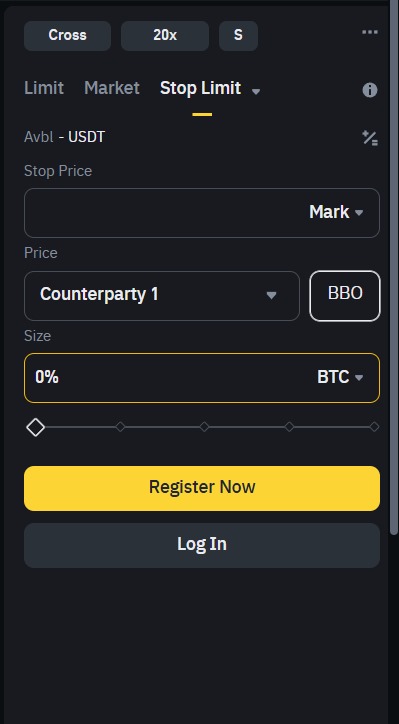 Cross 20x S
Limit Market Stop Limit
Avbl - USDT
Stop Price
Mark
Price
Counterparty 1 BBO
Size
0% BTC
Register Now
Log In